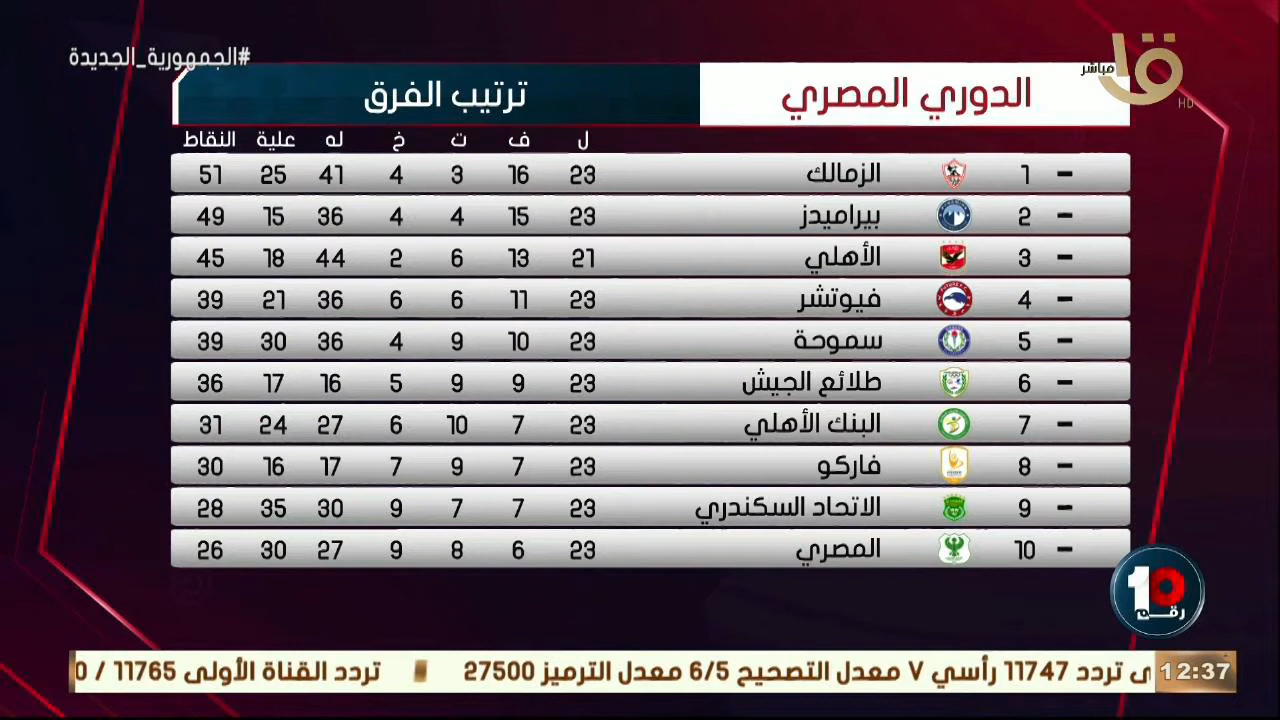 #الجمهورية_الجديدة
مباشر
HD
الدوري المصري ترتيب الفرق
ل ف ت خ له علية النقاط
- 1 الزمالك 23 16 3 4 41 25 51
- 2 بيراميدز 23 15 4 4 36 15 49
- 3 الأهلي 21 13 6 2 44 18 45
- 4 فيوتشر 23 11 6 6 36 21 39
- 5 سموحة 23 10 9 4 36 30 39
- 6 طلائع الجيش 23 9 9 5 16 17 36
- 7 البنك الأهلي 23 7 10 6 27 24 31
- 8 فاركو 23 7 9 7 17 16 30
- 9 الاتحاد السكندري 23 7 7 9 30 35 28
- 10 المصري 23 6 8 9 27 30 26
10 رقم
12:37
ى تردد 11747 رأسي V معدل التصحيح 6/5 معدل الترميز 27500 تردد القناة الأولى 11765 / 0